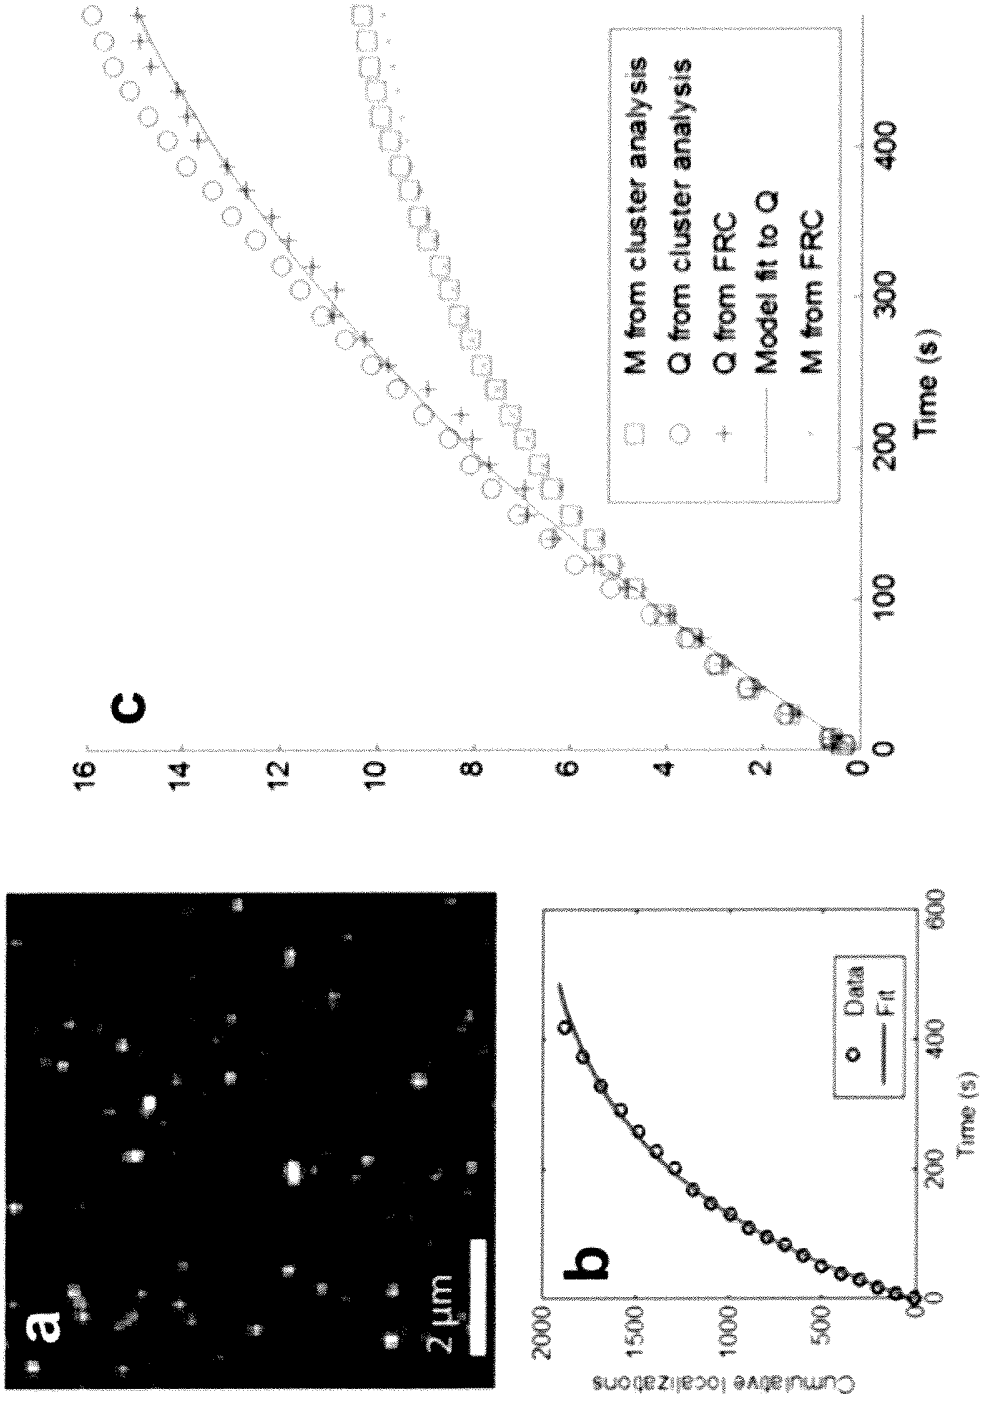 a
2 µm
b
Cumulative localizations
2000
1500
1000
500
0
0
200
400
600
Time (s)
Data
Fit
c
16
14
12
10
8
6
4
2
0
0
100
200
300
400
Time (s)
M from cluster analysis
Q from cluster analysis
Q from FRC
Model fit to Q
M from FRC